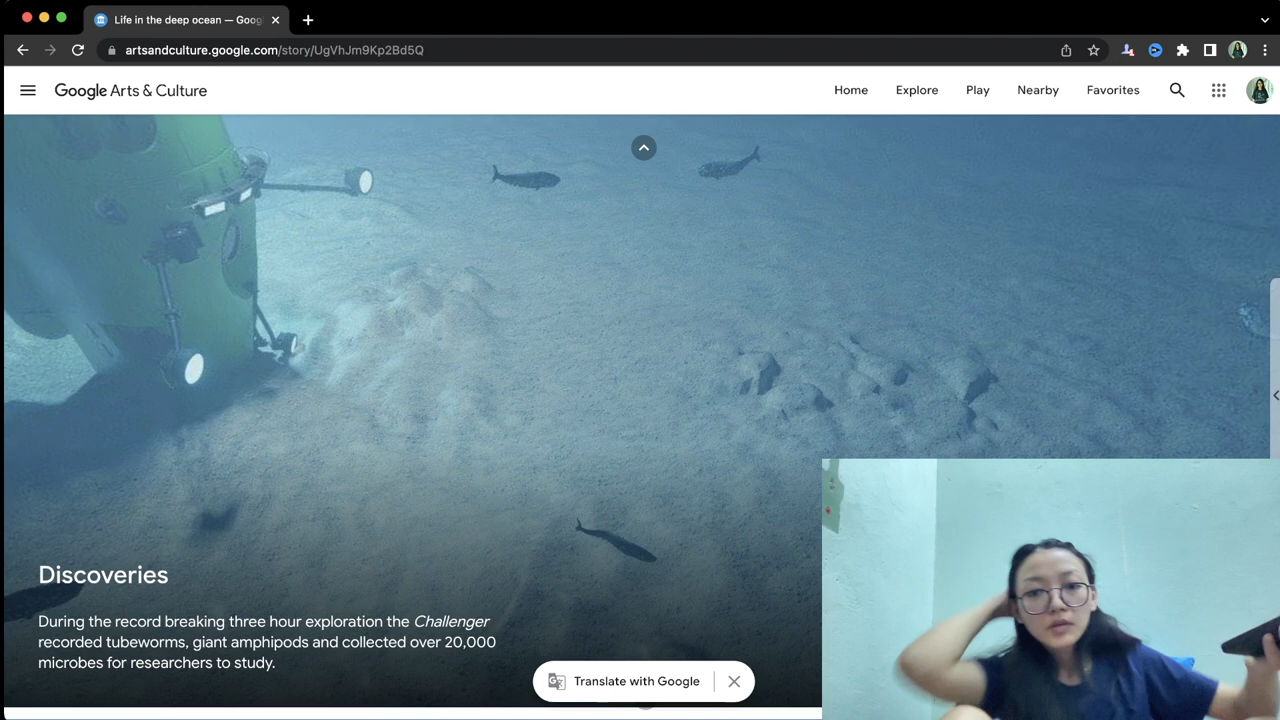 Life in the deep ocean — Goog
artsandculture.google.com/story/UgVhJm9Kp2Bd5Q
Google Arts & Culture
Home
Explore
Play
Nearby
Favorites
Discoveries
During the record breaking three hour exploration the Challenger
recorded tubeworms, giant amphipods and collected over 20,000
microbes for researchers to study.
Translate with Google